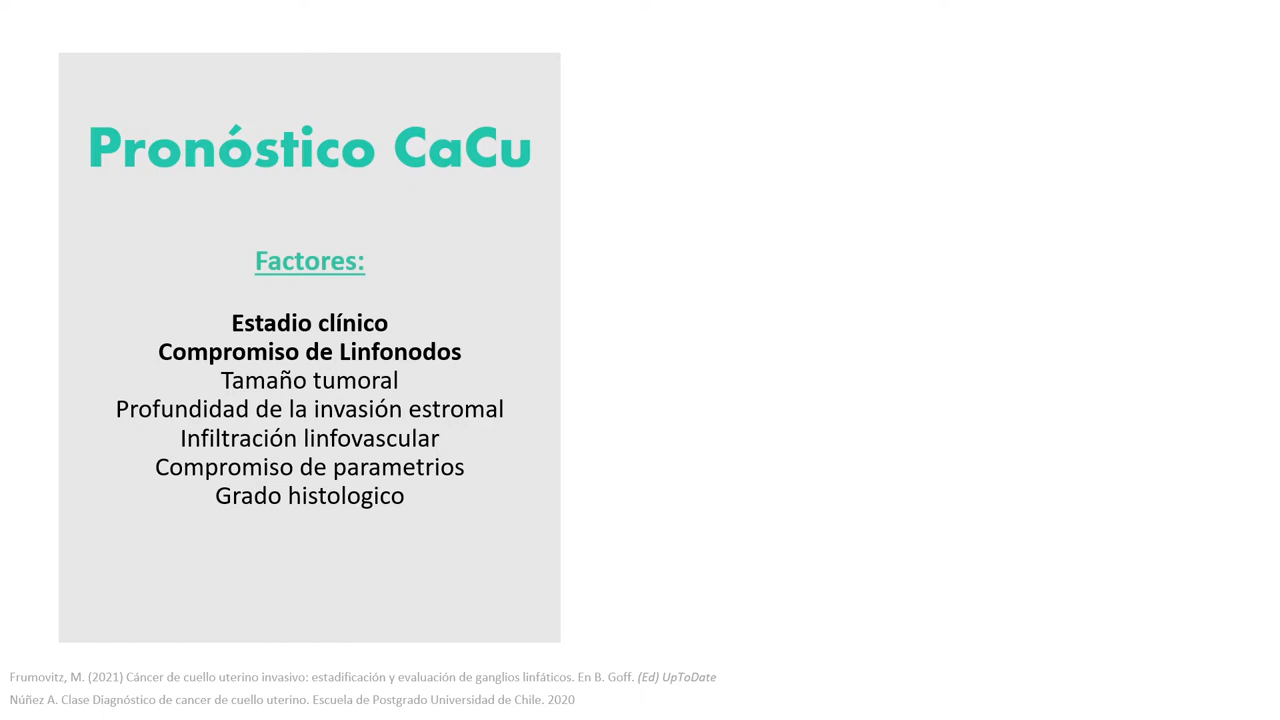 Pronóstico CaCu
Factores:
Estadio clínico
Compromiso de Linfonodos
Tamaño tumoral
Profundidad de la invasión estromal
Infiltración linfovascular
Compromiso de parametrios
Grado histologico
Frumovitz, M. (2021) Cáncer de cuello uterino invasivo: estadificación y evaluación de ganglios linfáticos. En B. Goff. (Ed) UpToDate
Núñez A. Clase Diagnóstico de cancer de cuello uterino. Escuela de Postgrado Universidad de Chile. 2020